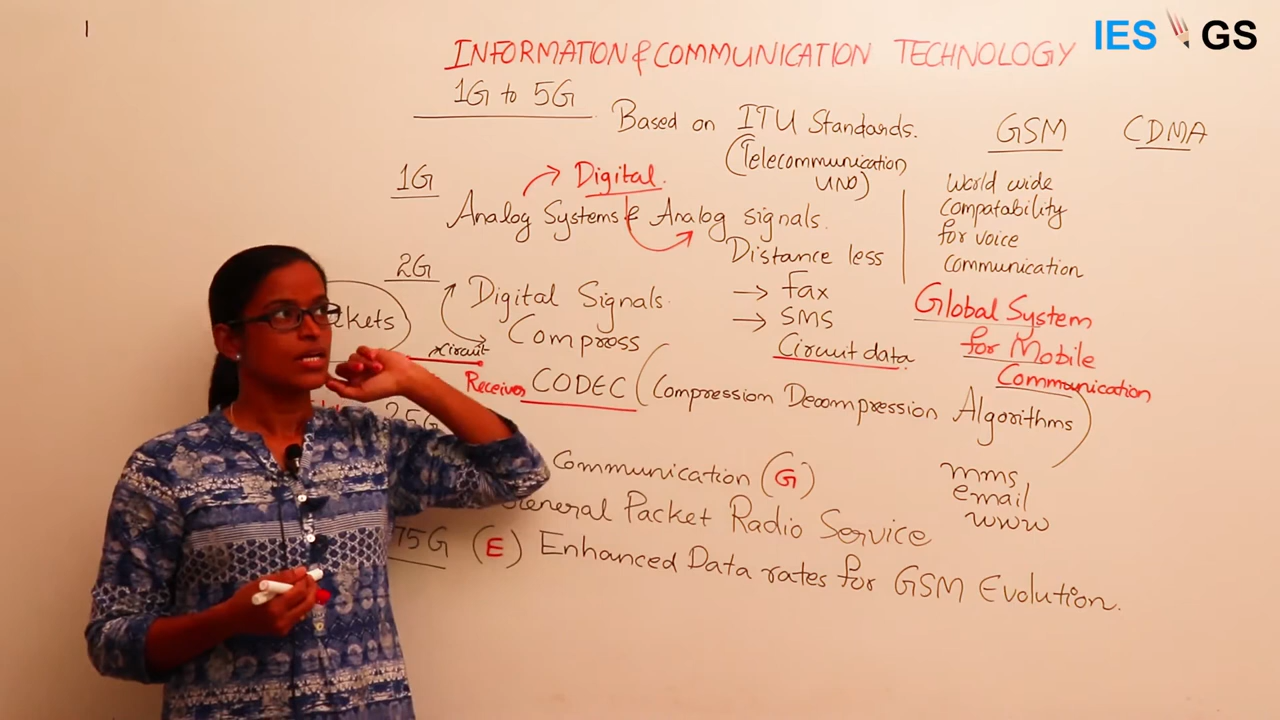 IES GS
INFORMATION & COMMUNICATION TECHNOLOGY
1G to 5G
Based on ITU Standards.
(Telecommunication
UNO)
GSM CDMA
World wide
Compatability
for voice
Communication
Global System
for Mobile
Communication
1G
Digital.
Analog Systems & Analog signals.
Distance less
2G
Digital Signals.
Compress
→ Fax
→ SMS
Circuit data
circuit
Receiver CODEC (Compression Decompression Algorithms)
Communication (G)
General Packet Radio Service
mms
email
www
75G (E) Enhanced Data rates for GSM Evolution.